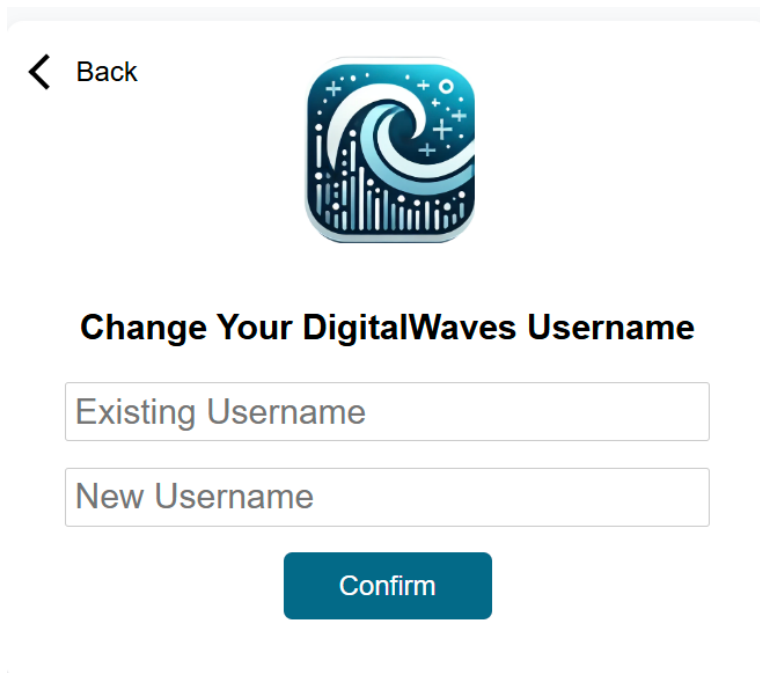 Back
Change Your DigitalWaves Username
Existing Username
New Username
Confirm